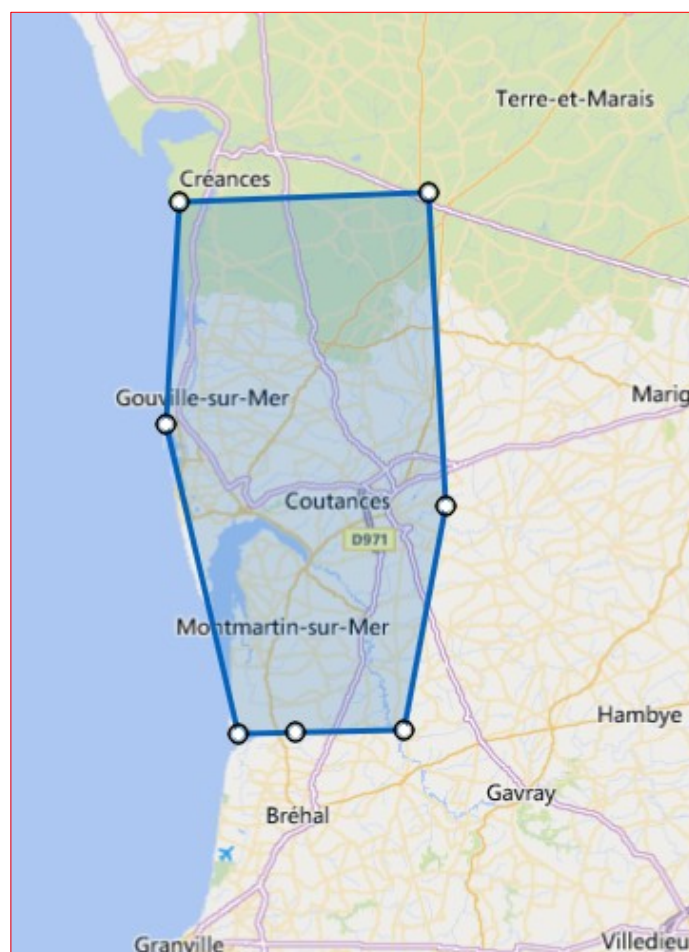 Terre-et-Marais
Créances
Gouville-sur-Mer
Marig
Coutances
D971
Montmartin-sur-Mer
Hambye
Gavray
Bréhal
Granville
Villedieu